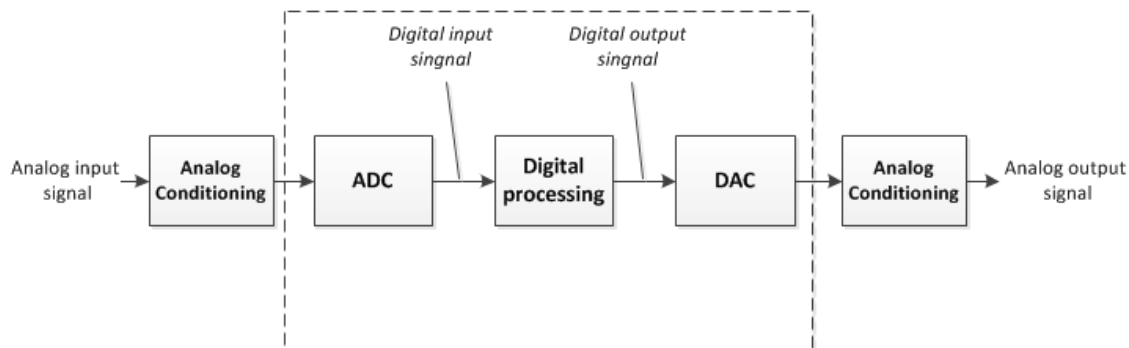 Digital input
singnal
Digital output
singnal
Analog input
signal
Analog
Conditioning
ADC
Digital
processing
DAC
Analog
Conditioning
Analog output
signal